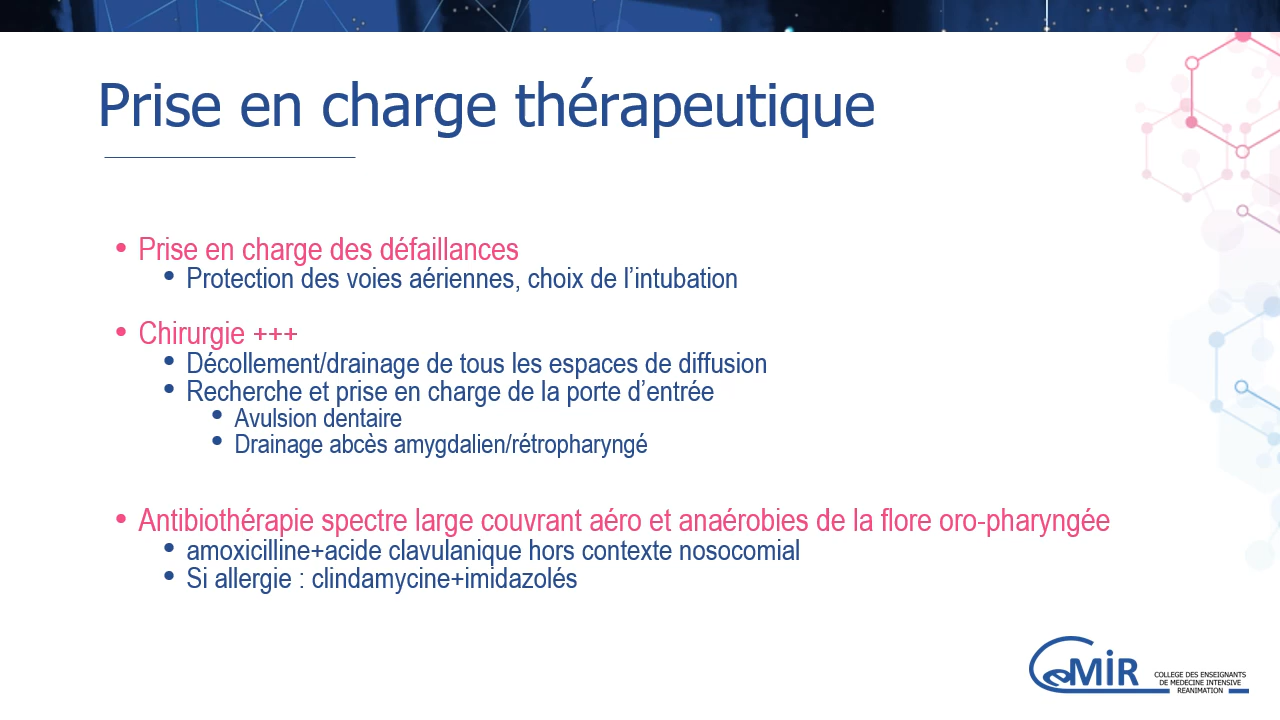 Prise en charge thérapeutique
• Prise en charge des défaillances
• Protection des voies aériennes, choix de l’intubation
• Chirurgie +++
• Décollement/drainage de tous les espaces de diffusion
• Recherche et prise en charge de la porte d’entrée
• Avulsion dentaire
• Drainage abcès amygdalien/rétropharyngé
• Antibiothérapie spectre large couvrant aéro et anaérobies de la flore oro-pharyngée
• amoxicilline+acide clavulanique hors contexte nosocomial
• Si allergie : clindamycine+imidazolés
CeMIR
COLLEGE DES ENSEIGNANTS
DE MEDECINE INTENSIVE
REANIMATION